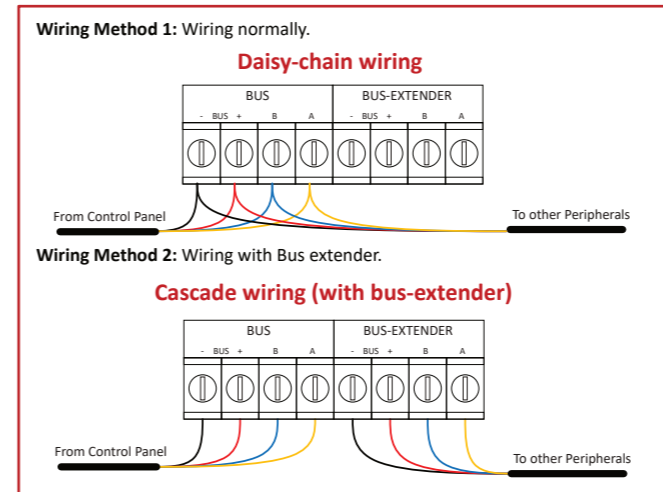 Wiring Method 1: Wiring normally.
Daisy-chain wiring
BUS BUS-EXTENDER
- BUS + B A - BUS + B A
From Control Panel To other Peripherals
Wiring Method 2: Wiring with Bus extender.
Cascade wiring (with bus-extender)
BUS BUS-EXTENDER
- BUS + B A - BUS + B A
From Control Panel To other Peripherals